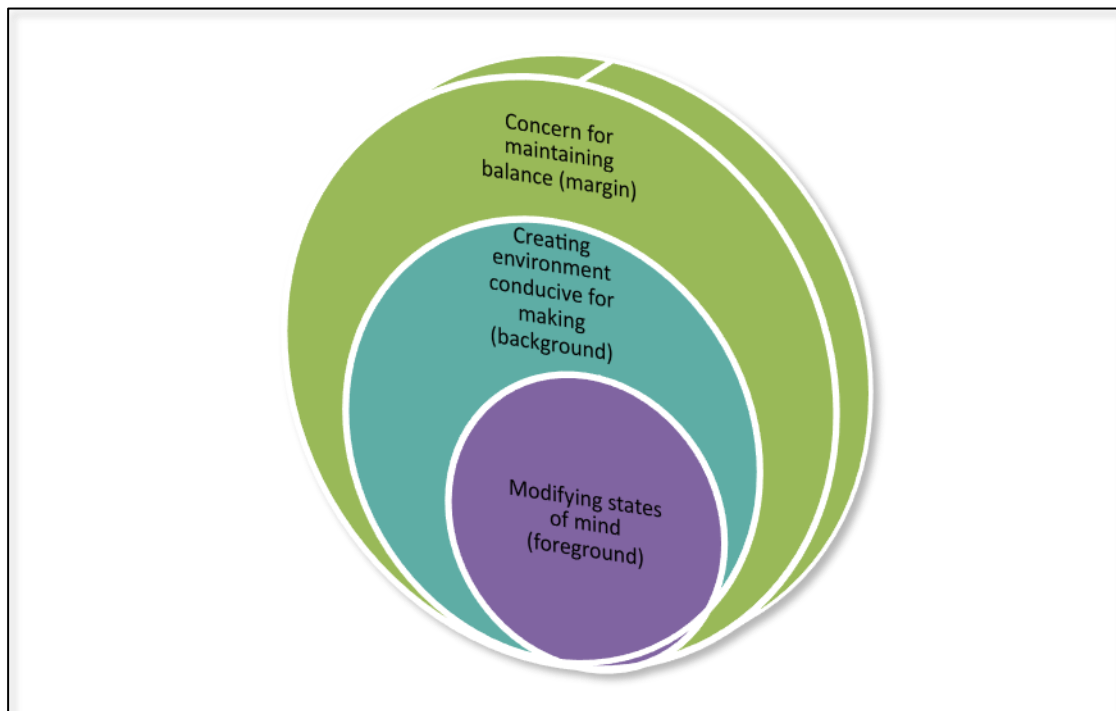 Concern for
maintaining
balance (margin)
Creating
environment
conducive for
making
(background)
Modifying states
of mind
(foreground)